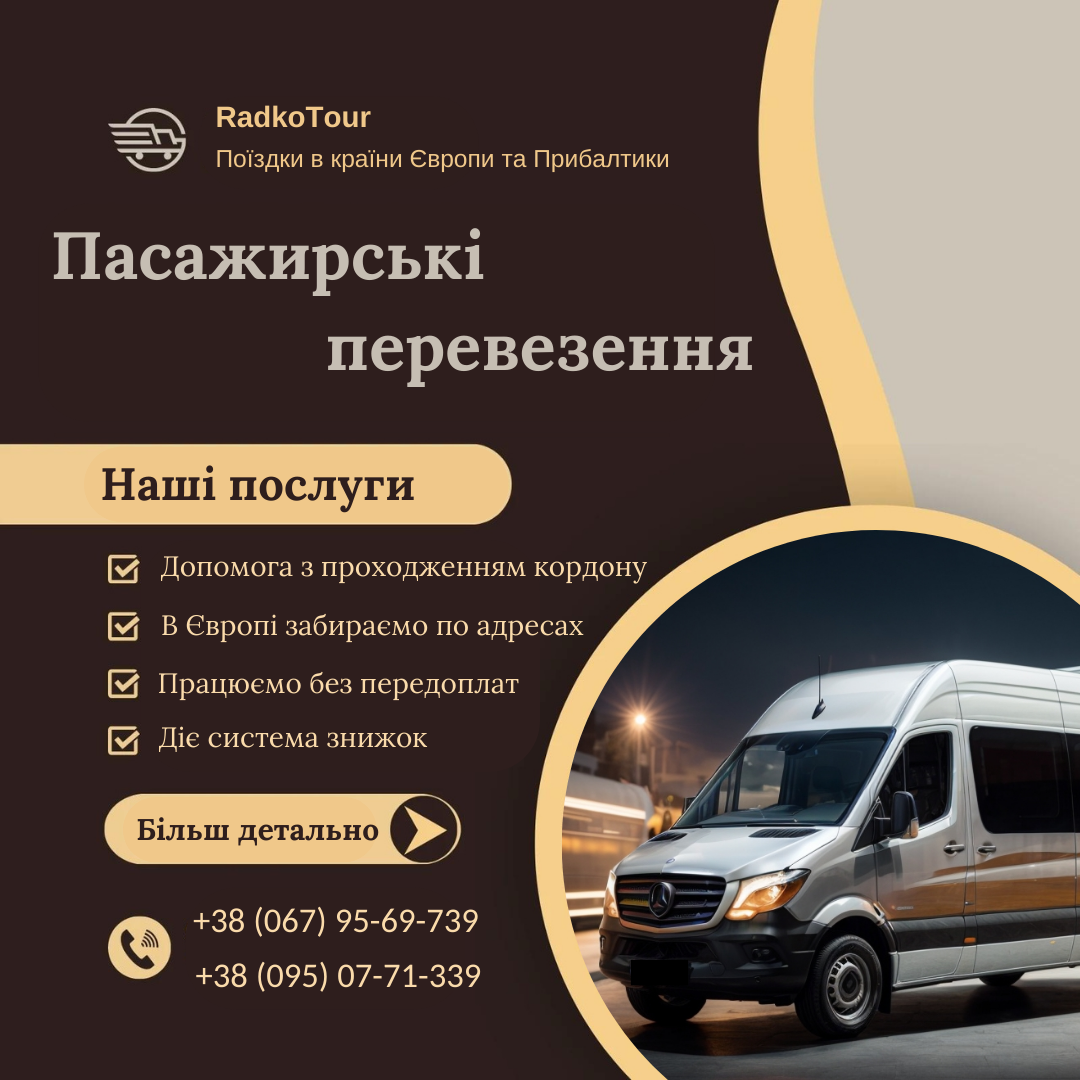 RadkoTour
Поїздки в країни Європи та Прибалтики
Пасажирські
перевезення
Наші послуги
Допомога з проходженням кордону
В Європі забираємо по адресах
Працюємо без передоплат
Діє система знижок
Більш детально
+38 (067) 95-69-739
+38 (095) 07-71-339